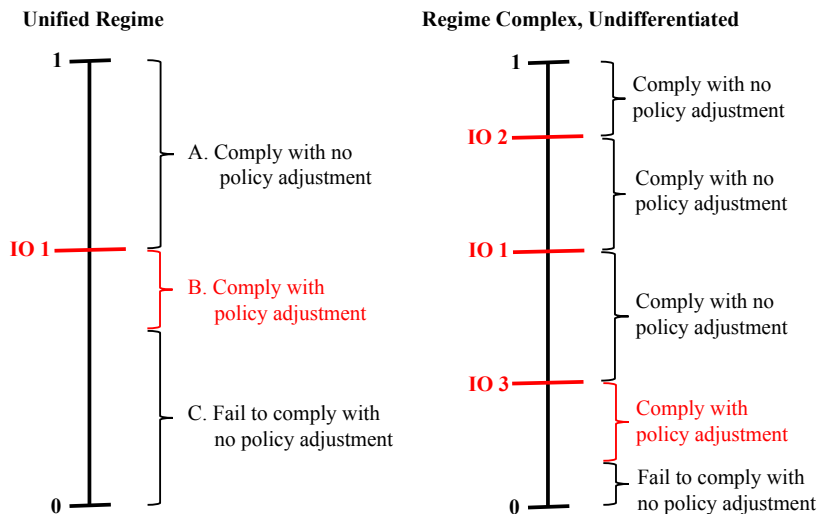 Unified Regime
1
A. Comply with no
policy adjustment
IO 1
B. Comply with
policy adjustment
C. Fail to comply with
no policy adjustment
0
Regime Complex, Undifferentiated
1
Comply with no
policy adjustment
IO 2
Comply with no
policy adjustment
IO 1
Comply with no
policy adjustment
IO 3
Comply with
policy adjustment
Fail to comply with
no policy adjustment
0